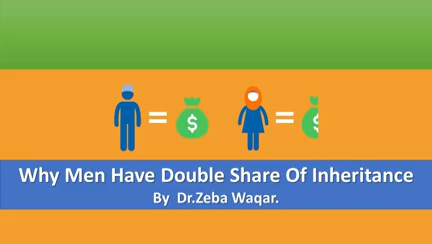 = $ = $
Why Men Have Double Share Of Inheritance
By Dr.Zeba Waqar.